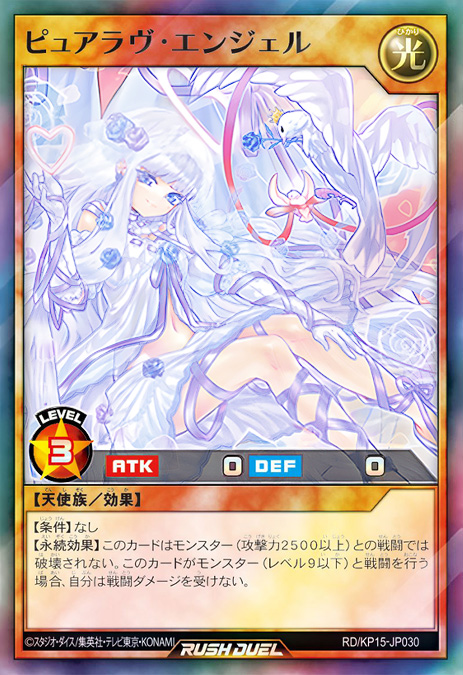 ピュアラヴ・エンジェル
ひかり
光
LEVEL
3
ATK 0 DEF 0
【天使族／効果】
【条件】なし
【永続効果】このカードはモンスター（攻撃力2500以上）との戦闘では
破壊されない。このカードがモンスター（レベル9以下）と戦闘を行う
場合、自分は戦闘ダメージを受けない。
©スタジオ・ダイス/集英社・テレビ東京・KONAMI
RUSH DUEL
RD/KP15-JP030